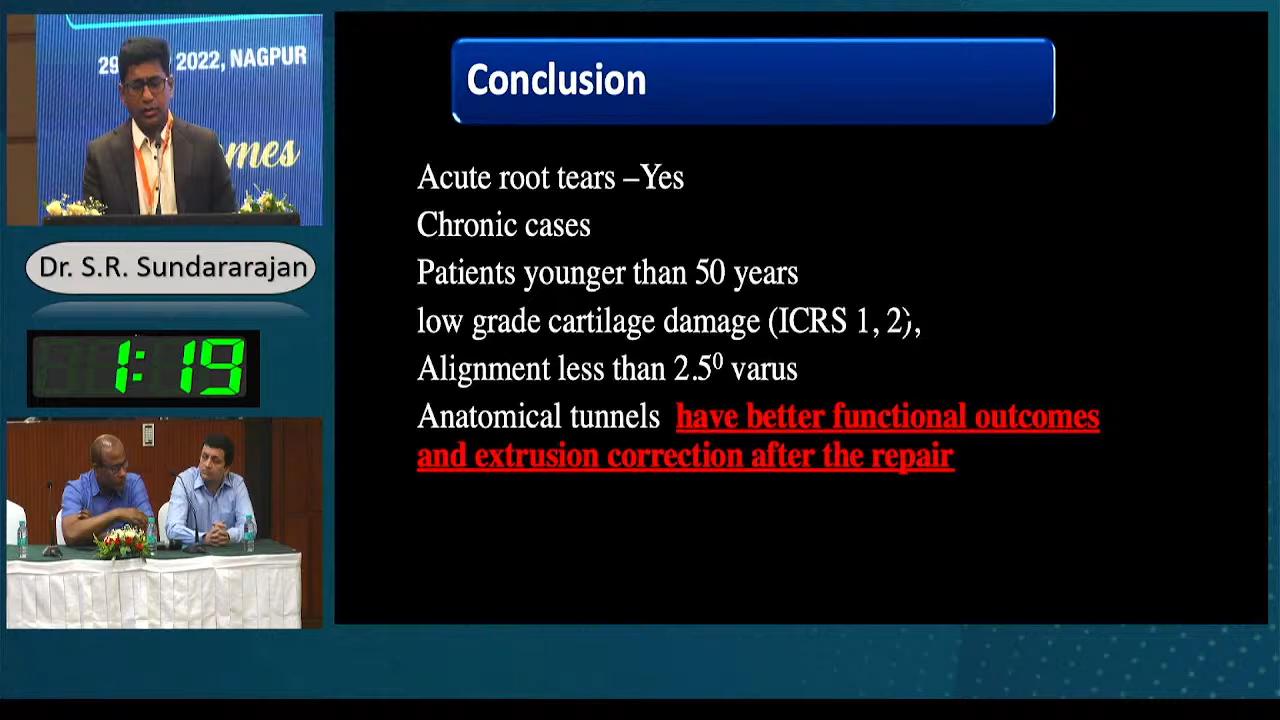 29 2022, NAGPUR
Dr. S.R. Sundararajan
1:19
Conclusion
Acute root tears –Yes
Chronic cases
Patients younger than 50 years
low grade cartilage damage (ICRS 1, 2),
Alignment less than 2.5⁰ varus
Anatomical tunnels have better functional outcomes
and extrusion correction after the repair